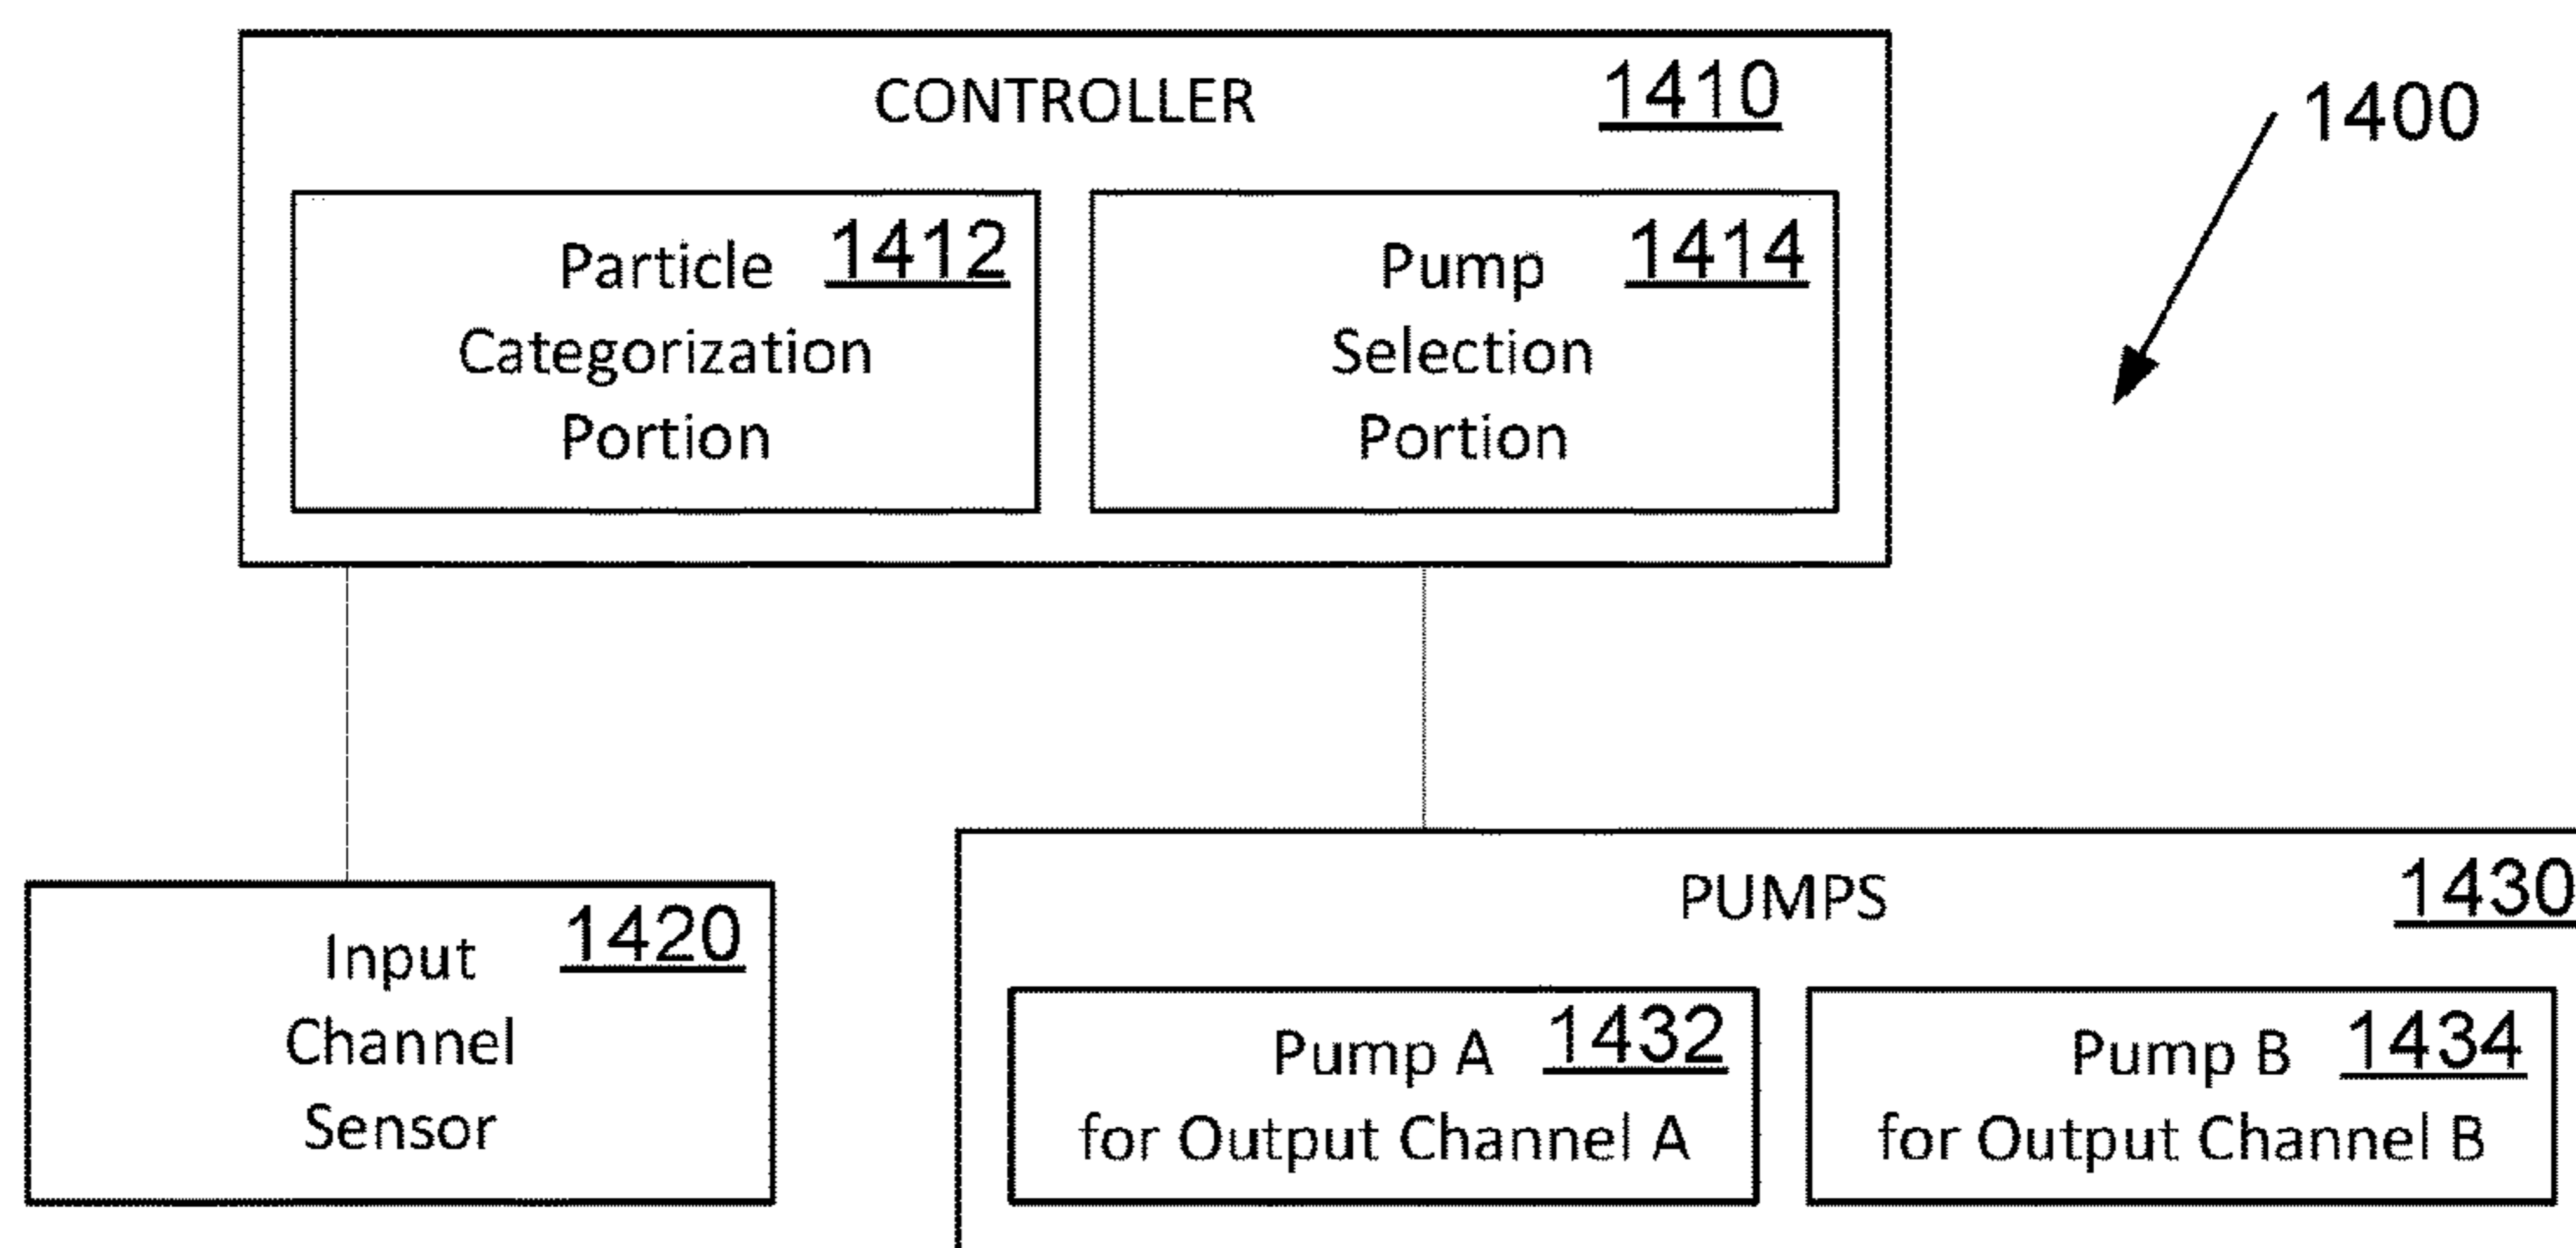 CONTROLLER 1410
1400
Particle 1412
Categorization
Portion
Pump 1414
Selection
Portion
Input 1420
Channel
Sensor
PUMPS 1430
Pump A 1432
for Output Channel A
Pump B 1434
for Output Channel B